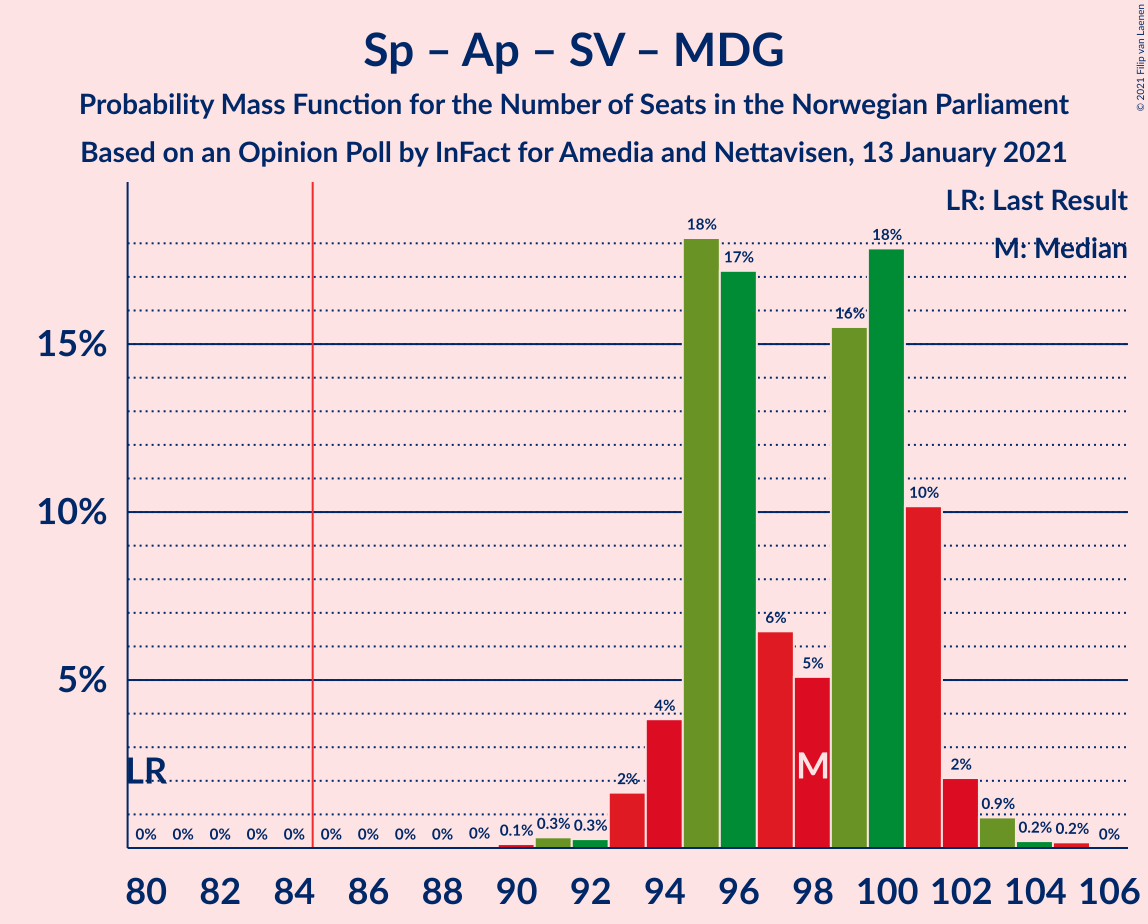 Sp – Ap – SV – MDG
Probability Mass Function for the Number of Seats in the Norwegian Parliament
Based on an Opinion Poll by InFact for Amedia and Nettavisen, 13 January 2021
© 2021 Filip van Laenen
LR: Last Result
M: Median
15%
10%
5%
LR
M
0% 0% 0% 0% 0% 0% 0% 0% 0% 0% 0.1% 0.3% 0.3% 2% 4% 18% 17% 6% 5% 16% 18% 10% 2% 0.9% 0.2% 0.2% 0%
80 82 84 86 88 90 92 94 96 98 100 102 104 106